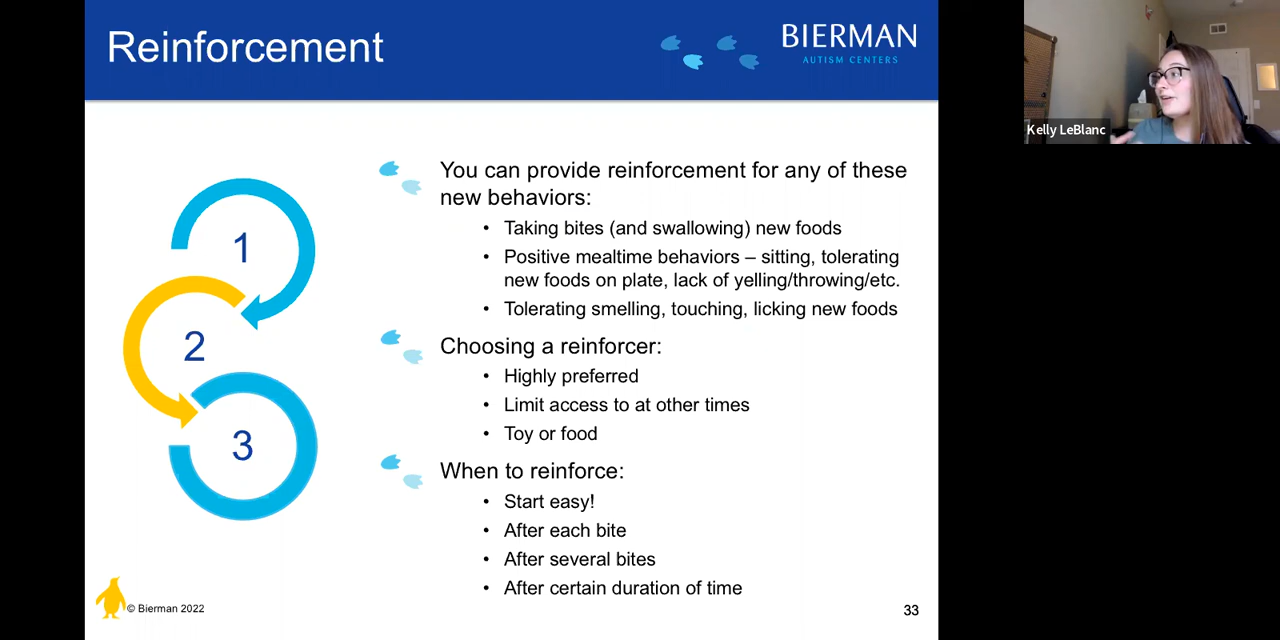 Reinforcement
BIERMAN
AUTISM CENTERS
Kelly LeBlanc
1
2
3
You can provide reinforcement for any of these
new behaviors:
• Taking bites (and swallowing) new foods
• Positive mealtime behaviors – sitting, tolerating
new foods on plate, lack of yelling/throwing/etc.
• Tolerating smelling, touching, licking new foods
Choosing a reinforcer:
• Highly preferred
• Limit access to at other times
• Toy or food
When to reinforce:
• Start easy!
• After each bite
• After several bites
• After certain duration of time
© Bierman 2022
33